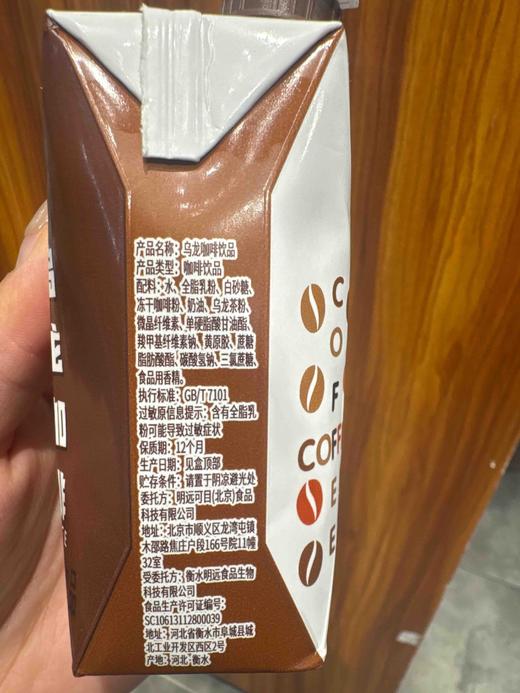 产品名称：乌龙咖啡饮品
产品类型：咖啡饮品
配料：水、全脂乳粉、白砂糖、
冻干咖啡粉、奶油、乌龙茶粉、
微晶纤维素、单硬脂酸甘油酯、
羧甲基纤维素钠、黄原胶、蔗糖
脂肪酸酯、碳酸氢钠、三氯蔗糖、
食品用香精。
执行标准：GB/T 7101
过敏原信息提示：含有全脂乳
粉可能导致过敏症状
保质期：12个月
生产日期：见盒顶部
贮存条件：请置于阴凉避光处
委托方：明远可目(北京)食品
科技有限公司
地址：北京市顺义区龙湾屯镇
木邵路焦庄户段166号院11幢
32室
受委托方：衡水明远食品生物
科技有限公司
食品生产许可证编号：
SC10613112800039
地址：河北省衡水市阜城县城
北工业开发区西区2号
产地：河北·衡水
C
O
F
COFF
E
E